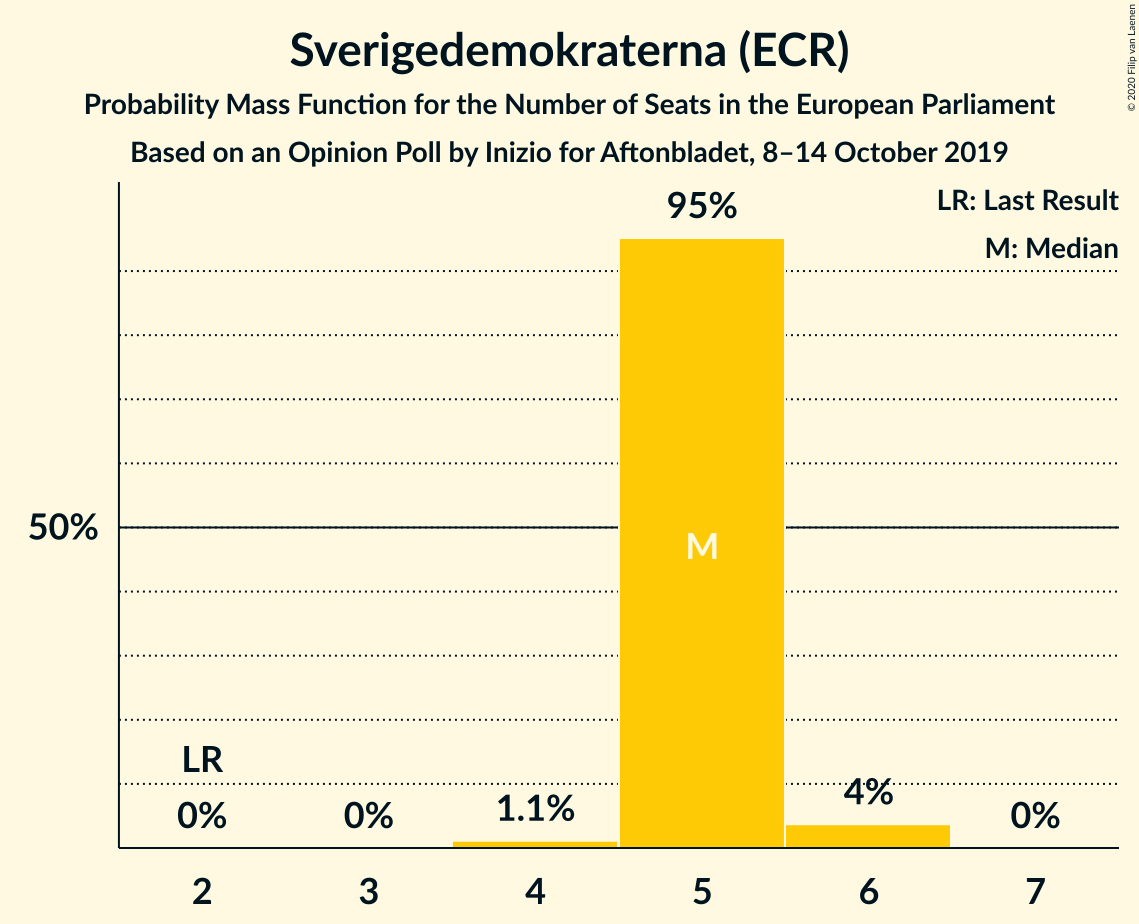 Sverigedemokraterna (ECR)
Probability Mass Function for the Number of Seats in the European Parliament
Based on an Opinion Poll by Inizio for Aftonbladet, 8–14 October 2019
© 2020 Filip van Laenen
LR: Last Result
M: Median
95%
50%
M
LR
0%
0%
1.1%
4%
0%
2
3
4
5
6
7